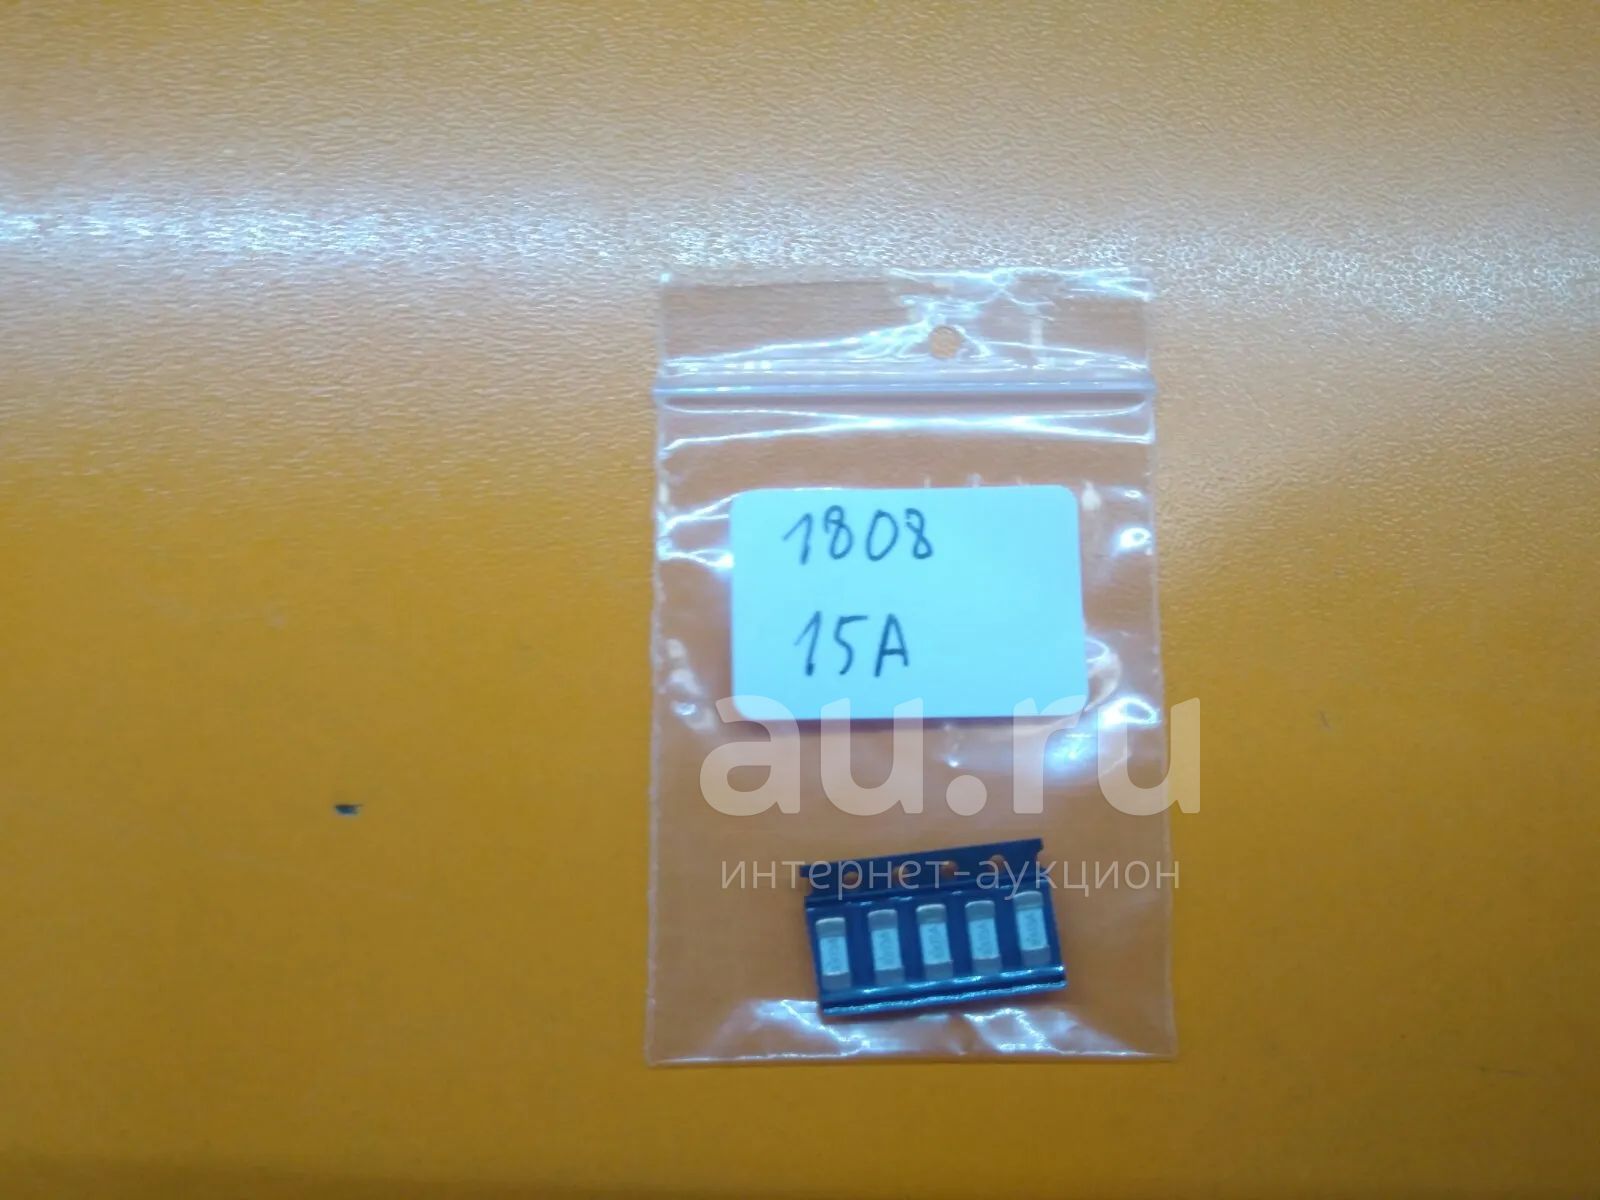 1808
15A
au.ru
интернет-аукцион